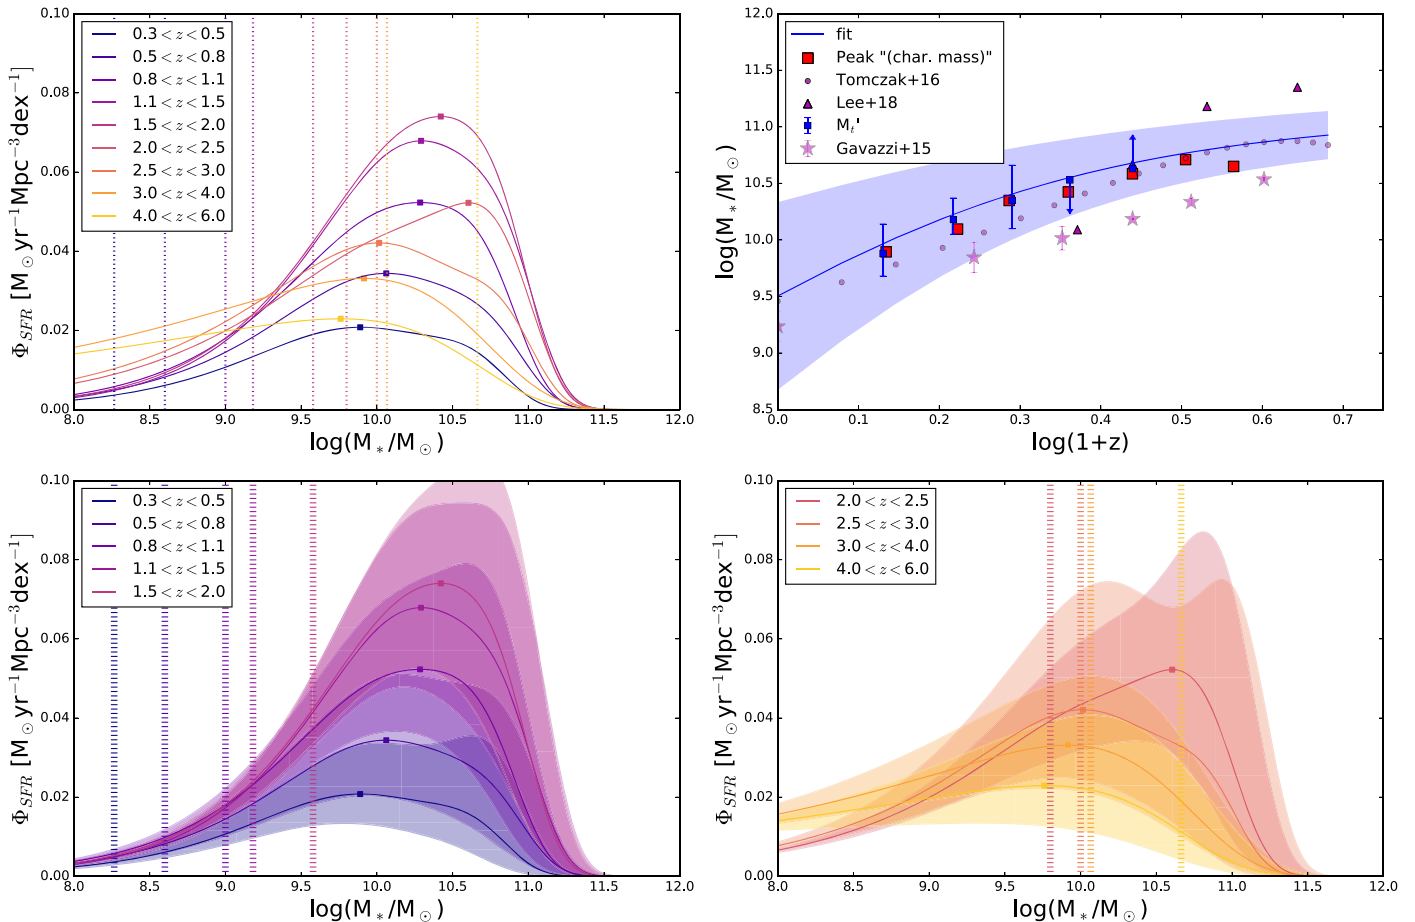 0.10
0.08
0.06
0.04
0.02
0.00
Φ_SFR [M_⊙yr⁻¹Mpc⁻³dex⁻¹]
0.3 < z < 0.5
0.5 < z < 0.8
0.8 < z < 1.1
1.1 < z < 1.5
1.5 < z < 2.0
2.0 < z < 2.5
2.5 < z < 3.0
3.0 < z < 4.0
4.0 < z < 6.0
8.0 8.5 9.0 9.5 10.0 10.5 11.0 11.5 12.0
log(M_*/M_⊙)
12.0
11.5
11.0
10.5
10.0
9.5
9.0
8.5
log(M_*/M_⊙)
fit
Peak "(char. mass)"
Tomczak+16
Lee+18
M_t'
Gavazzi+15
0.0 0.1 0.2 0.3 0.4 0.5 0.6 0.7
log(1+z)
0.10
0.08
0.06
0.04
0.02
0.00
Φ_SFR [M_⊙yr⁻¹Mpc⁻³dex⁻¹]
0.3 < z < 0.5
0.5 < z < 0.8
0.8 < z < 1.1
1.1 < z < 1.5
1.5 < z < 2.0
8.0 8.5 9.0 9.5 10.0 10.5 11.0 11.5 12.0
log(M_*/M_⊙)
0.10
0.08
0.06
0.04
0.02
0.00
Φ_SFR [M_⊙yr⁻¹Mpc⁻³dex⁻¹]
2.0 < z < 2.5
2.5 < z < 3.0
3.0 < z < 4.0
4.0 < z < 6.0
8.0 8.5 9.0 9.5 10.0 10.5 11.0 11.5 12.0
log(M_*/M_⊙)